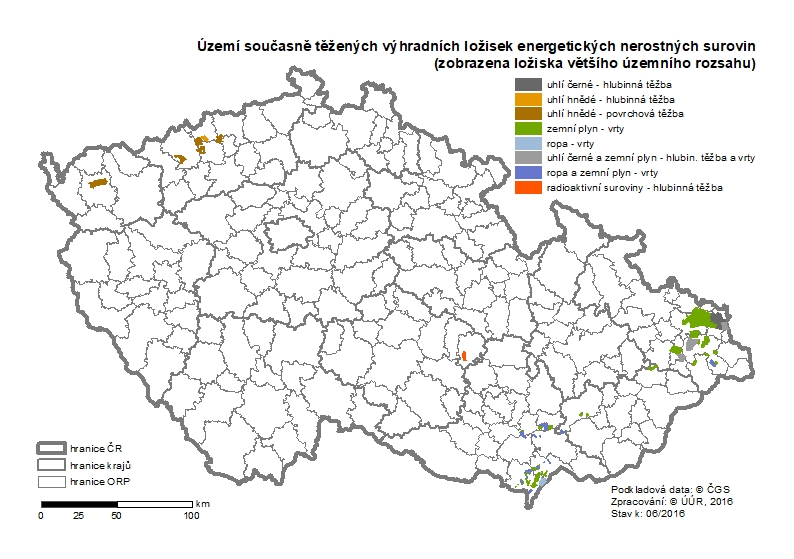 Území současně těžených výhradních ložisek energetických nerostných surovin
(zobrazena ložiska většího územního rozsahu)
uhlí černé - hlubinná těžba
uhlí hnědé - hlubinná těžba
uhlí hnědé - povrchová těžba
zemní plyn - vrty
ropa - vrty
uhlí černé a zemní plyn - hlubin. těžba a vrty
ropa a zemní plyn - vrty
radioaktivní suroviny - hlubinná těžba
hranice ČR
hranice krajů
hranice ORP
km
0 25 50 100
Podkladová data: © ČGS
Zpracování: © ÚÚR, 2016
Stav k: 06/2016